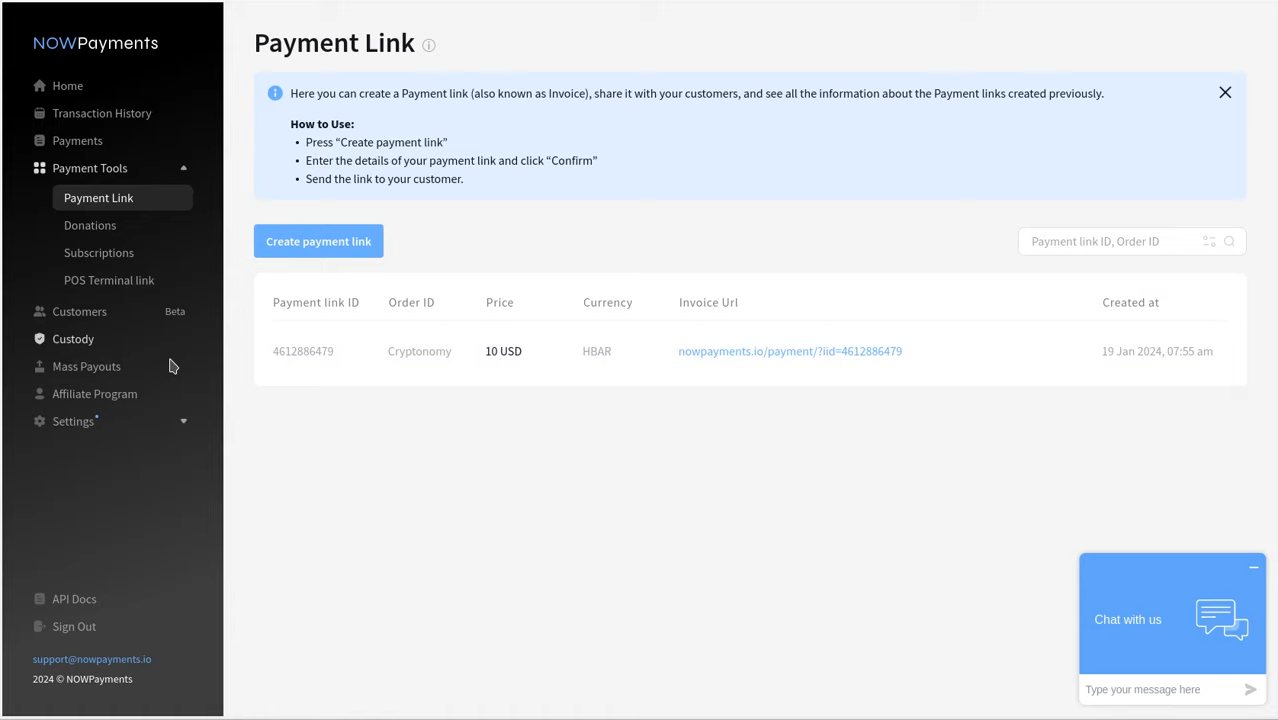 NOWPayments
Home
Transaction History
Payments
Payment Tools
Payment Link
Donations
Subscriptions
POS Terminal link
Customers Beta
Custody
Mass Payouts
Affiliate Program
Settings
API Docs
Sign Out
support@nowpayments.io
2024 © NOWPayments
Payment Link
Here you can create a Payment link (also known as Invoice), share it with your customers, and see all the information about the Payment links created previously.
How to Use:
• Press “Create payment link”
• Enter the details of your payment link and click “Confirm”
• Send the link to your customer.
Create payment link
Payment link ID, Order ID
Payment link ID Order ID Price Currency Invoice Url Created at
4612886479 Cryptonomy 10 USD HBAR nowpayments.io/payment/?iid=4612886479 19 Jan 2024, 07:55 am
Chat with us
Type your message here